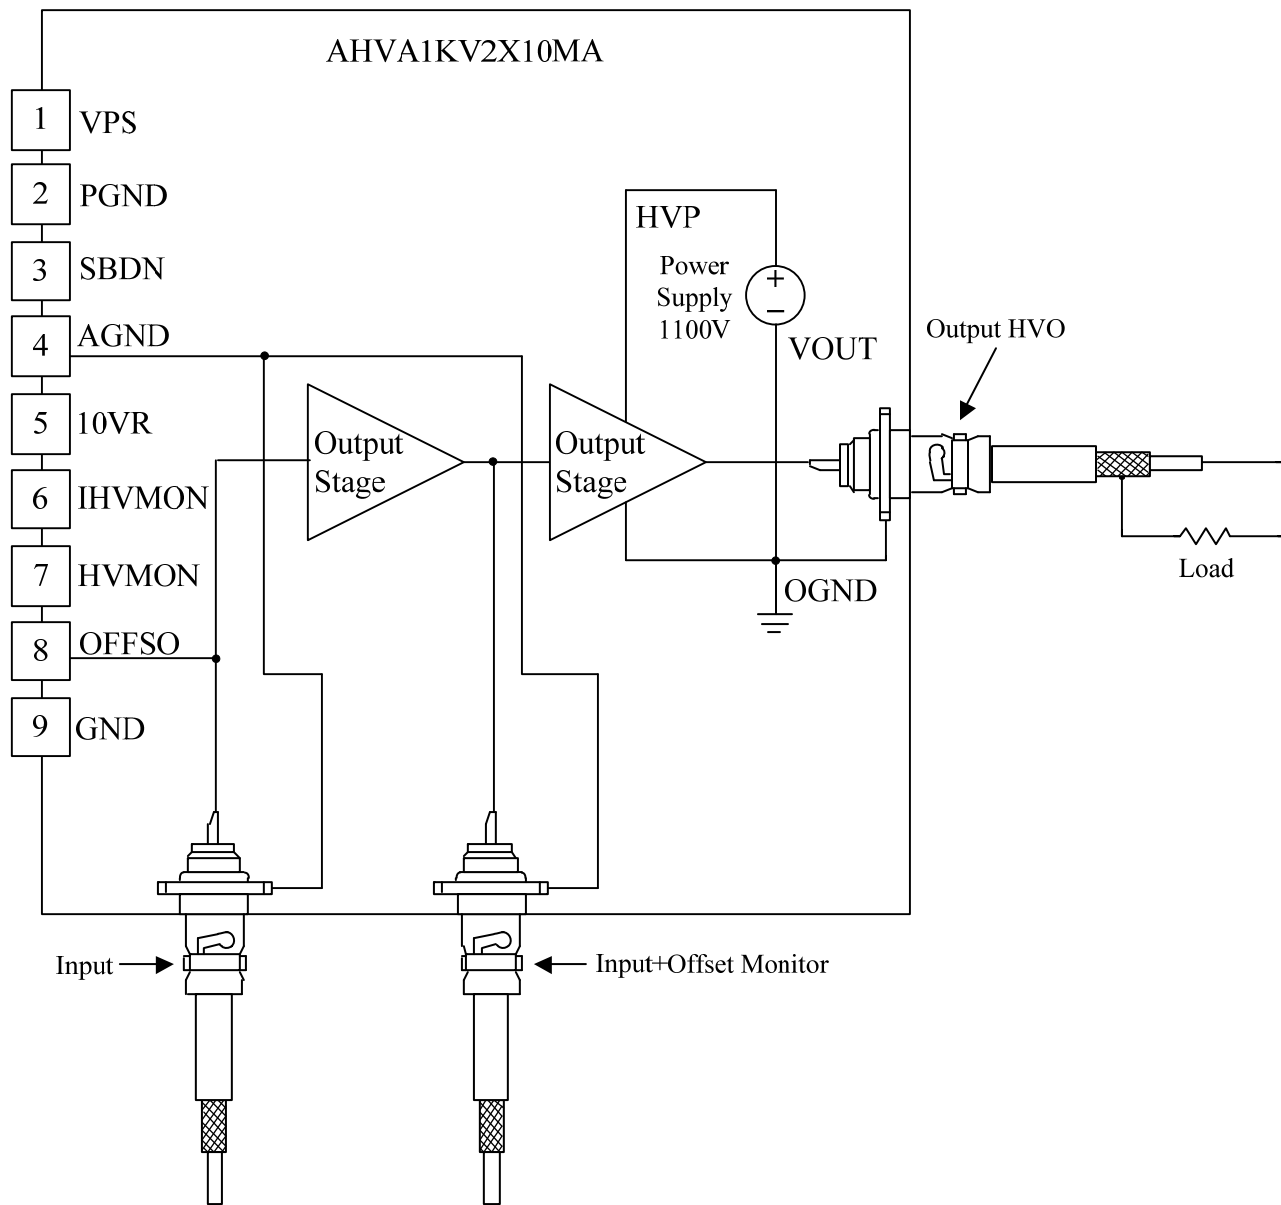 AHVA1KV2X10MA
1 VPS
2 PGND
3 SBDN
4 AGND
5 10VR
6 IHVMON
7 HVMON
8 OFFSO
9 GND
HVP
Power
Supply
1100V
+
−
VOUT
Output HVO
Output
Stage
Output
Stage
Load
OGND
Input
Input+Offset Monitor